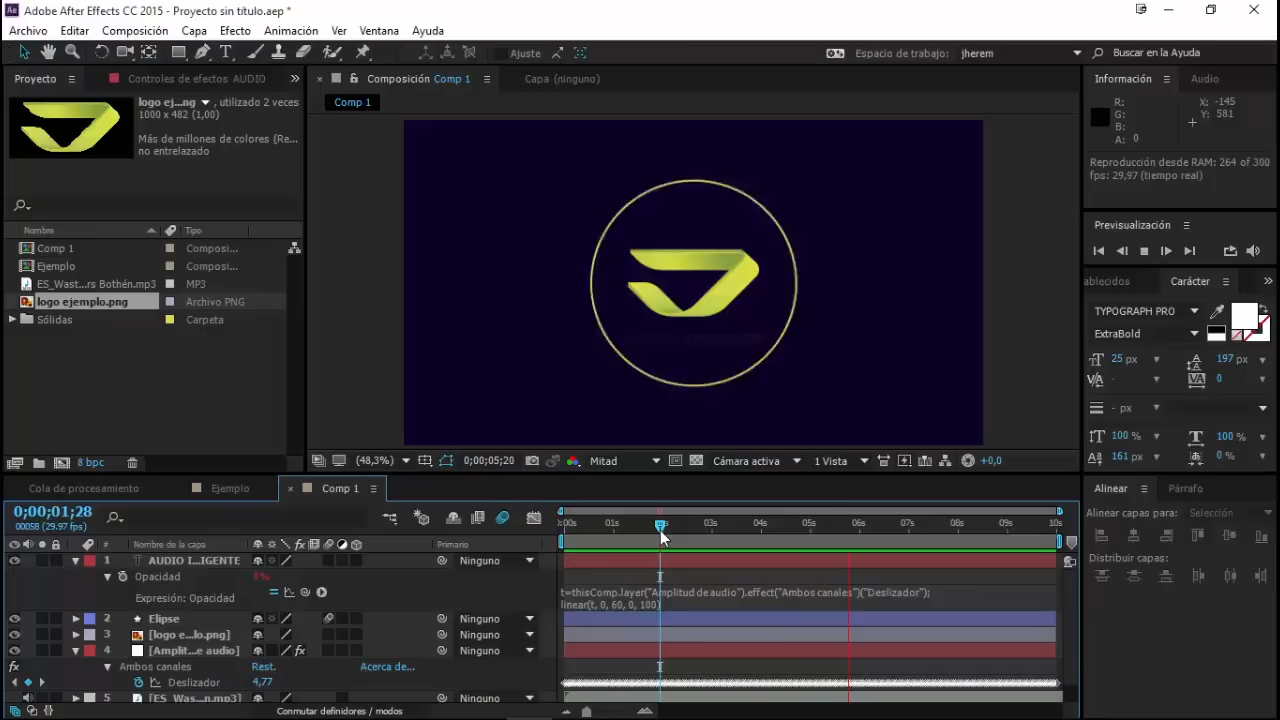 Adobe After Effects CC 2015 - Proyecto sin título.aep *
Archivo Editar Composición Capa Efecto Animación Ver Ventana Ayuda
Ajuste Espacio de trabajo: jherem Buscar en la Ayuda
Proyecto Controles de efectos AUDIO
Composición Comp 1 Capa (ninguno)
Información Audio
Comp 1
logo ej...ng , utilizado 2 veces
1000 x 482 (1,00)
Más de millones de colores (Re...
no entrelazado
R:
G:
B:
A: 0
X: -145
Y: 581
Reproducción desde RAM: 264 of 300
fps: 29,97 (tiempo real)
Previsualización
Nombre Tipo
Comp 1 Composi...
Ejemplo Composi...
ES_Wast...rs Bothén.mp3 MP3
logo ejemplo.png Archivo PNG
Sólidas Carpeta
ablecidos Carácter
TYPOGRAPH PRO
ExtraBold
25 px 197 px
- 0
- px
100 % 100 %
161 px 0 %
8 bpc
(48,3%) 0;00;05;20 Mitad Cámara activa 1 Vista +0,0
Cola de procesamiento Ejemplo Comp 1
Alinear Párrafo
0;00;01;28
00058 (29.97 fps)
:00s 01s 03s 04s 05s 06s 07s 08s 09s 10s
Alinear capas para: Selección
Distribuir capas:
# Nombre de la capa Primario
1 AUDIO I...IGENTE Ninguno
Opacidad 8%
Expresión: Opacidad
t=thisComp.layer("Amplitud de audio").effect("Ambos canales")("Deslizador");
linear(t, 0, 60, 0, 100)
2 Elipse Ninguno
3 [logo e...lo.png] Ninguno
4 [Amplit...e audio] Ninguno
Ambos canales Rest. Acerca de...
Deslizador 4,77
5 [ES_Was...n.mp3] Ninguno
Conmutar definidores / modos